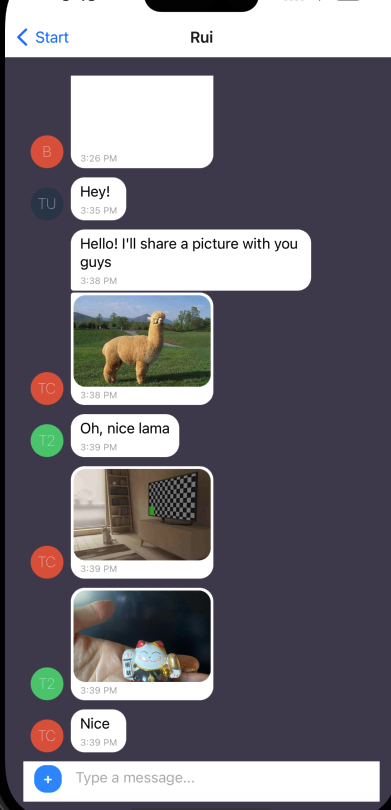 Start
Rui
B
3:26 PM
TU
Hey!
3:35 PM
Hello! I'll share a picture with you
guys
3:38 PM
TC
3:38 PM
T2
Oh, nice lama
3:39 PM
TC
3:39 PM
T2
3:39 PM
TC
Nice
3:39 PM
+
Type a message...